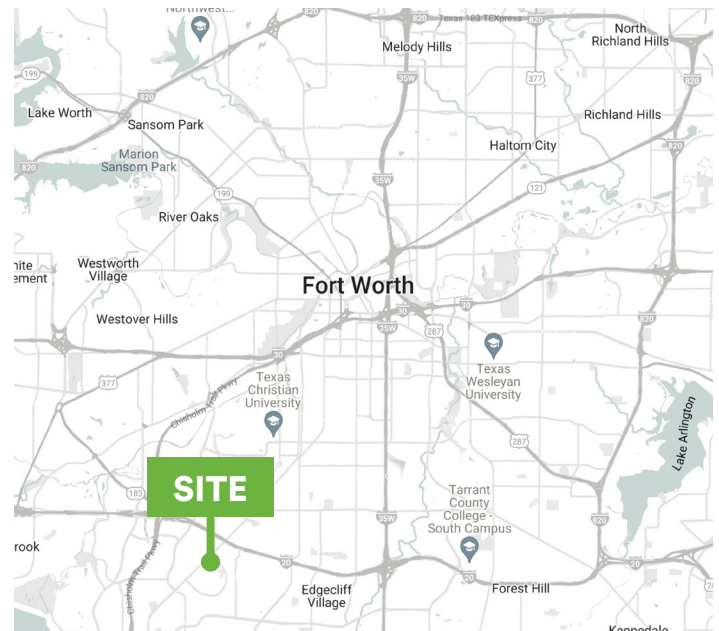 Northwest...
820
Texas 183 TEXpress
820
North
Richland Hills
Melody Hills
199
35W
377
820
Lake Worth
Sansom Park
Richland Hills
820
Haltom City
820
Marion
Sansom Park
35W
121
199
River Oaks
Westworth
Village
Fort Worth
30
30
Westover Hills
35W
287
820
30
Texas
Wesleyan
University
377
Texas
Christian
University
Chisholm Trail Pkwy
Lake Arlington
287
SITE
183
Tarrant
County
College -
South Campus
35W
820
20
20
20
Chisholm Trail Pkwy
Edgecliff
Village
Forest Hill
Kennedale